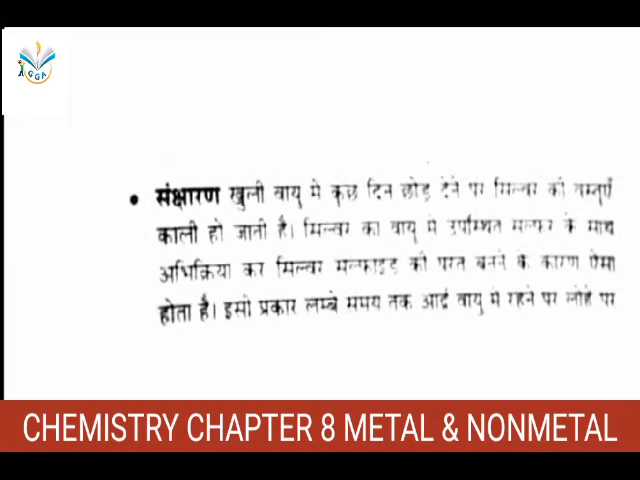 CGA
• संक्षारण खुली वायु में कुछ दिन छोड़ देने पर सिल्वर की वस्तुएँ
काली हो जाती है। सिल्वर का वायु में उपस्थित सल्फर के साथ
अभिक्रिया कर सिल्वर सल्फाइड की परत बनने के कारण ऐसा
होता है। इसी प्रकार लम्बे समय तक आर्द्र वायु में रहने पर लोहे पर
CHEMISTRY CHAPTER 8 METAL & NONMETAL